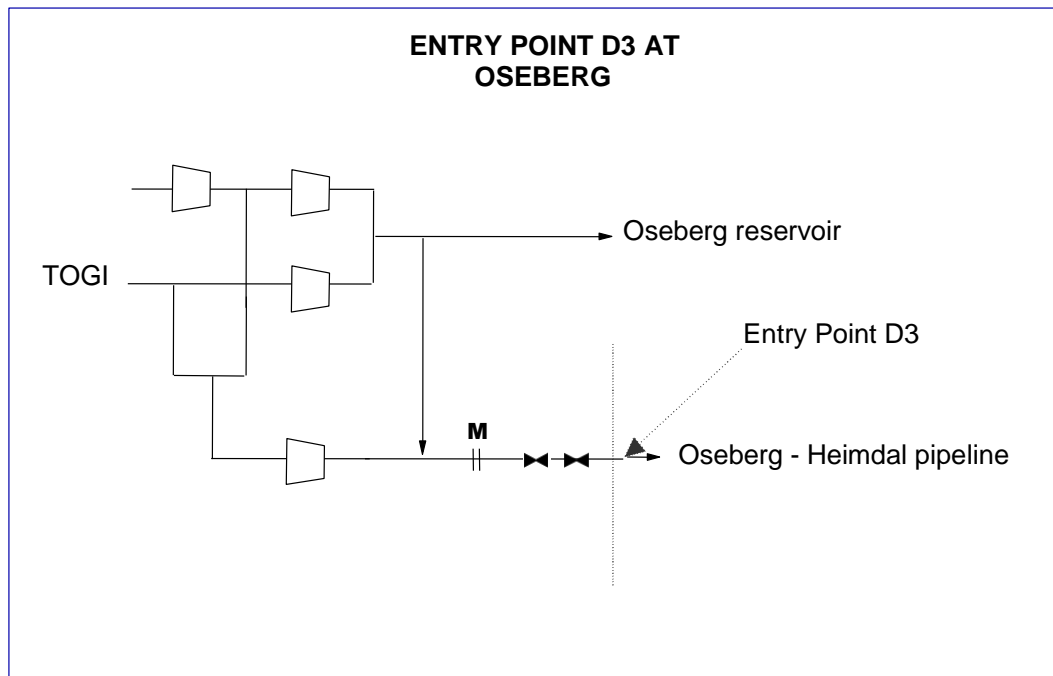 ENTRY POINT D3 AT
OSEBERG
Oseberg reservoir
TOGI
Entry Point D3
M
Oseberg - Heimdal pipeline